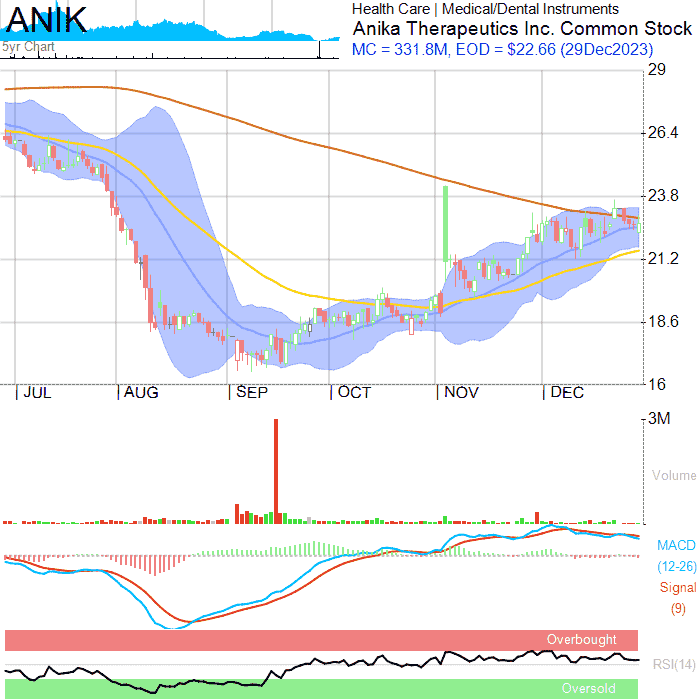 ANIK
5yr Chart
Health Care | Medical/Dental Instruments
Anika Therapeutics Inc. Common Stock
MC = 331.8M, EOD = $22.66 (29Dec2023)
29
26.4
23.8
21.2
18.6
16
JUL AUG SEP OCT NOV DEC
3M
Volume
MACD
(12-26)
Signal
(9)
Overbought
RSI(14)
Oversold